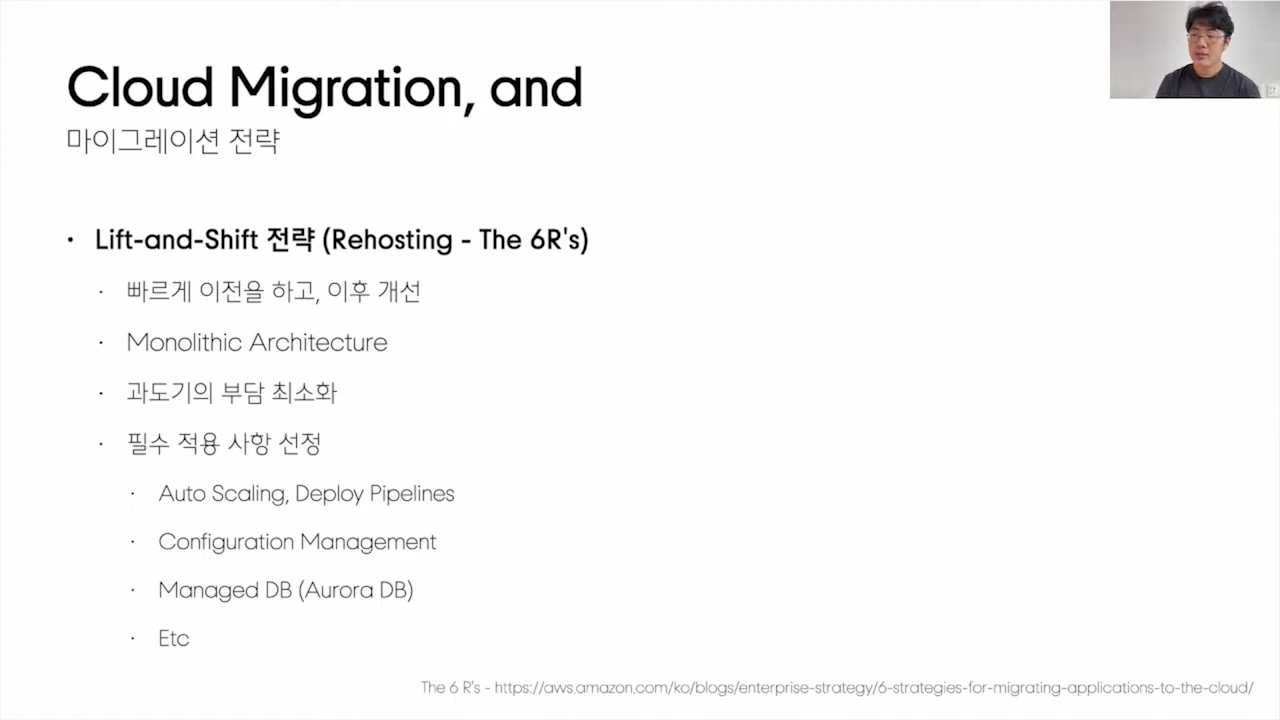 Cloud Migration, and
마이그레이션 전략
• Lift-and-Shift 전략 (Rehosting - The 6R's)
· 빠르게 이전을 하고, 이후 개선
· Monolithic Architecture
· 과도기의 부담 최소화
· 필수 적용 사항 선정
· Auto Scaling, Deploy Pipelines
· Configuration Management
· Managed DB (Aurora DB)
· Etc
The 6 R's - https://aws.amazon.com/ko/blogs/enterprise-strategy/6-strategies-for-migrating-applications-to-the-cloud/